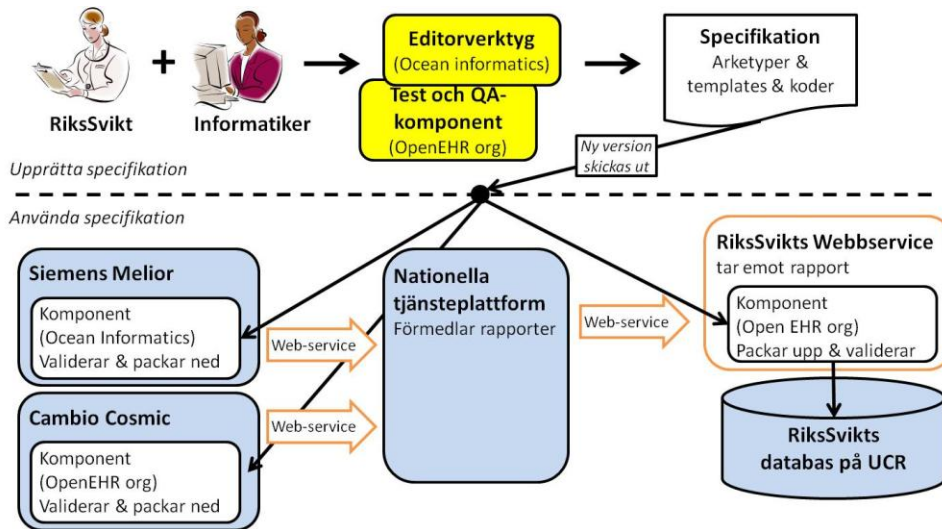 RiksSvikt
Informatiker
Editorverktyg
(Ocean informatics)
Test och QA-
komponent
(OpenEHR org)
Specifikation
Arketyper &
templates & koder
Ny version
skickas ut
Upprätta specifikation
Använda specifikation
Siemens Melior
Komponent
(Ocean Informatics)
Validerar & packar ned
Web-service
Cambio Cosmic
Komponent
(OpenEHR org)
Validerar & packar ned
Web-service
Nationella
tjänsteplattform
Förmedlar rapporter
Web-service
RiksSvikts Webbservice
tar emot rapport
Komponent
(Open EHR org)
Packar upp & validerar
RiksSvikts
databas på UCR